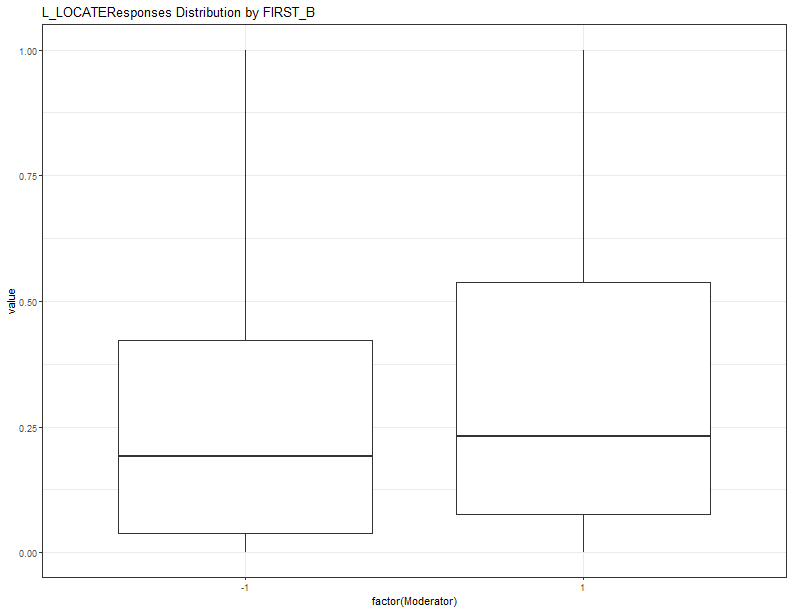 L_LOCATEResponses Distribution by FIRST_B
1.00
0.75
0.50
0.25
0.00
value
-1
1
factor(Moderator)